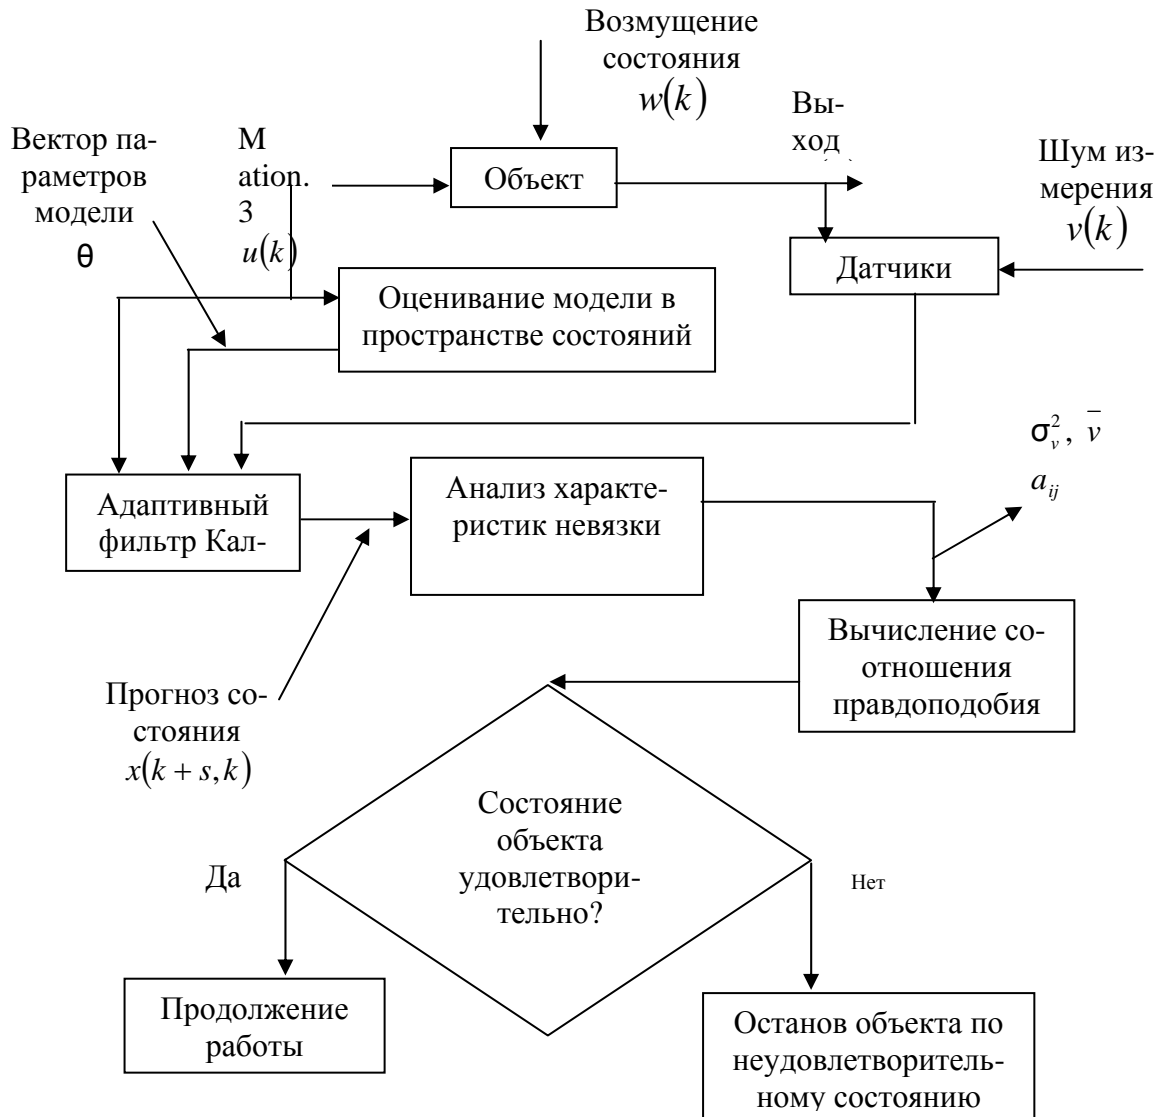 Возмущение
состояния
w(k)
Вы-
ход
Вектор па-
раметров
модели
θ
М
ation.
3
u(k)
Объект
Шум из-
мерения
v(k)
Датчики
Оценивание модели в
пространстве состояний
σ²ᵥ, v̅
aᵢⱼ
Адаптивный
фильтр Кал-
Анализ характе-
ристик невязки
Вычисление со-
отношения
правдоподобия
Прогноз со-
стояния
x(k + s, k)
Состояние
объекта
удовлетвори-
тельно?
Да
Нет
Продолжение
работы
Останов объекта по
неудовлетворитель-
ному состоянию